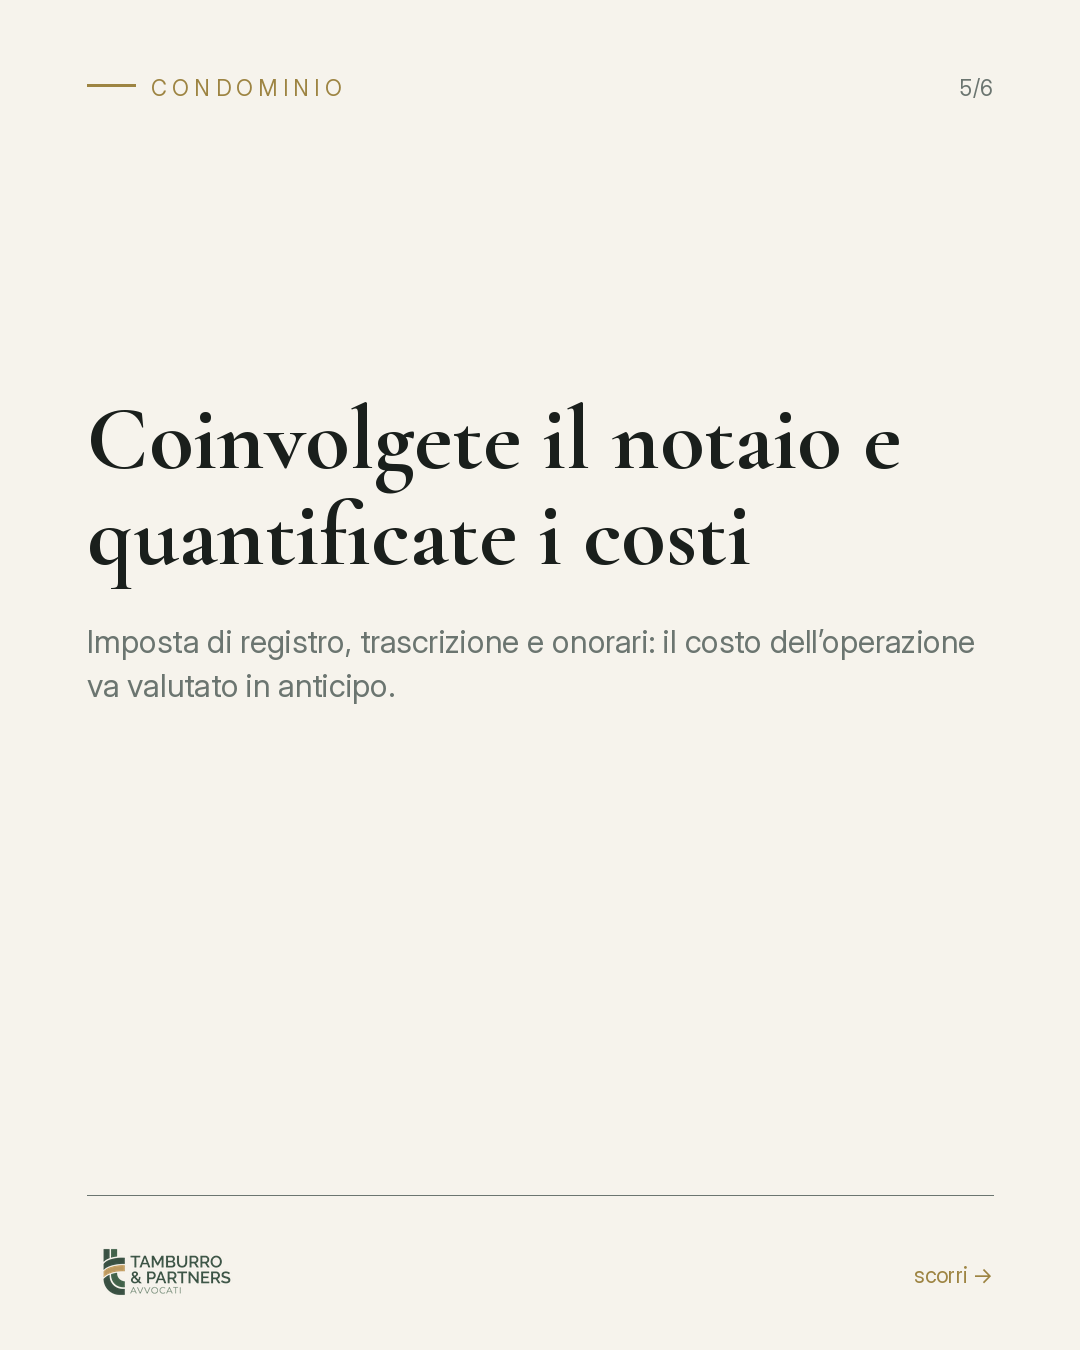 CONDOMINIO
5/6
Coinvolgete il notaio e
quantificate i costi
Imposta di registro, trascrizione e onorari: il costo dell’operazione
va valutato in anticipo.
TAMBURRO
& PARTNERS
AVVOCATI
scorri →